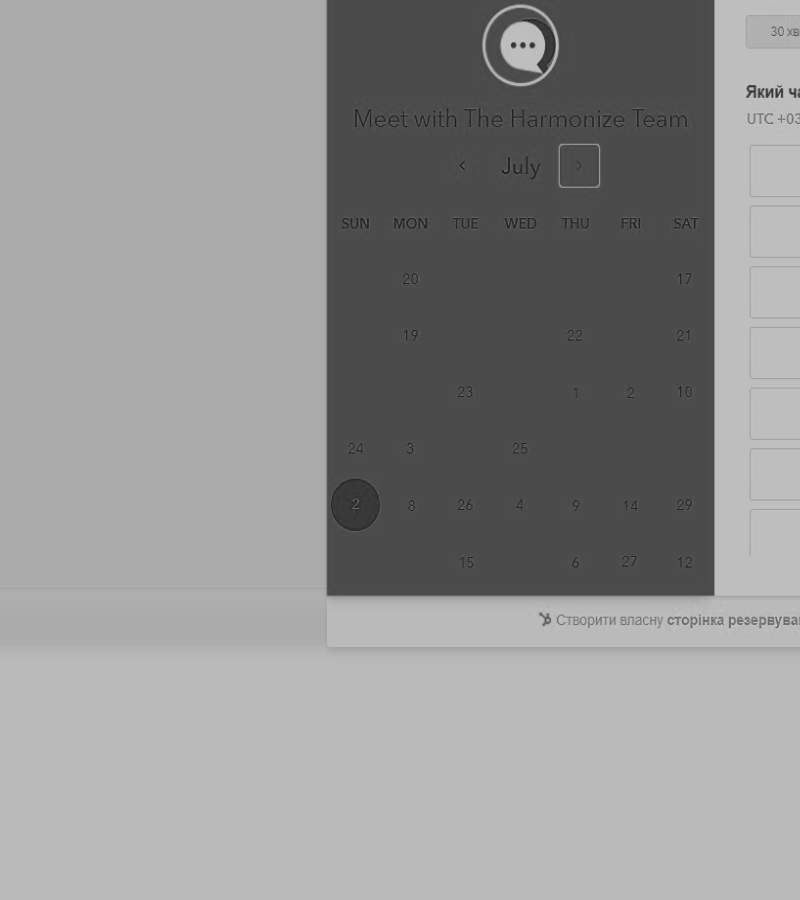 30 хв
Meet with The Harmonize Team
Який ча
UTC +03
July
SUN MON TUE WED THU FRI SAT
20 17
19 22 21
23 1 2 10
24 3 25
2 8 26 4 9 14 29
15 6 27 12
Створити власну сторінка резервува